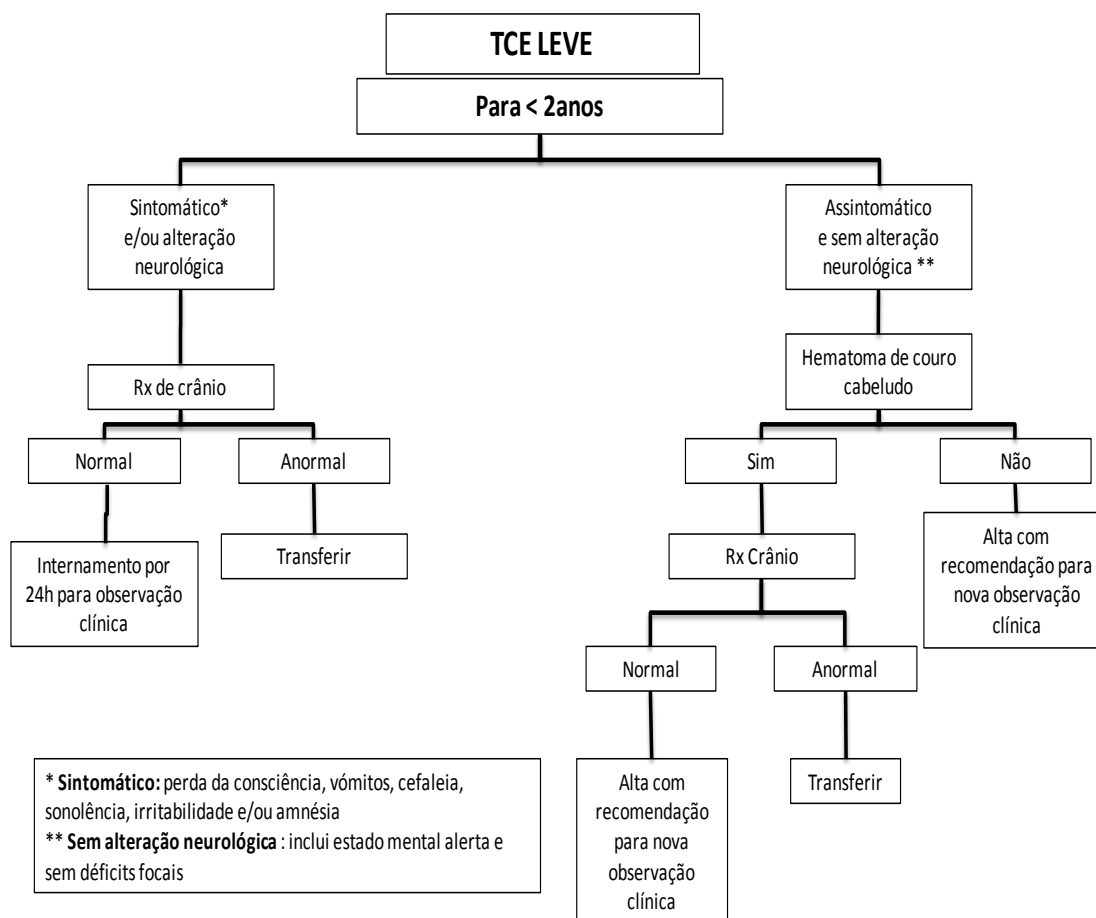 TCE LEVE
Para < 2anos
Sintomático*
e/ou alteração
neurológica
Assintomático
e sem alteração
neurológica **
Rx de crânio
Hematoma de couro
cabeludo
Normal
Anormal
Sim
Não
Internamento por
24h para observação
clínica
Transferir
Rx Crânio
Alta com
recomendação para
nova observação
clínica
Normal
Anormal
Alta com
recomendação
para nova
observação
clínica
Transferir
* Sintomático: perda da consciência, vómitos, cefaleia,
sonolência, irritabilidade e/ou amnésia
** Sem alteração neurológica : inclui estado mental alerta e
sem déficits focais